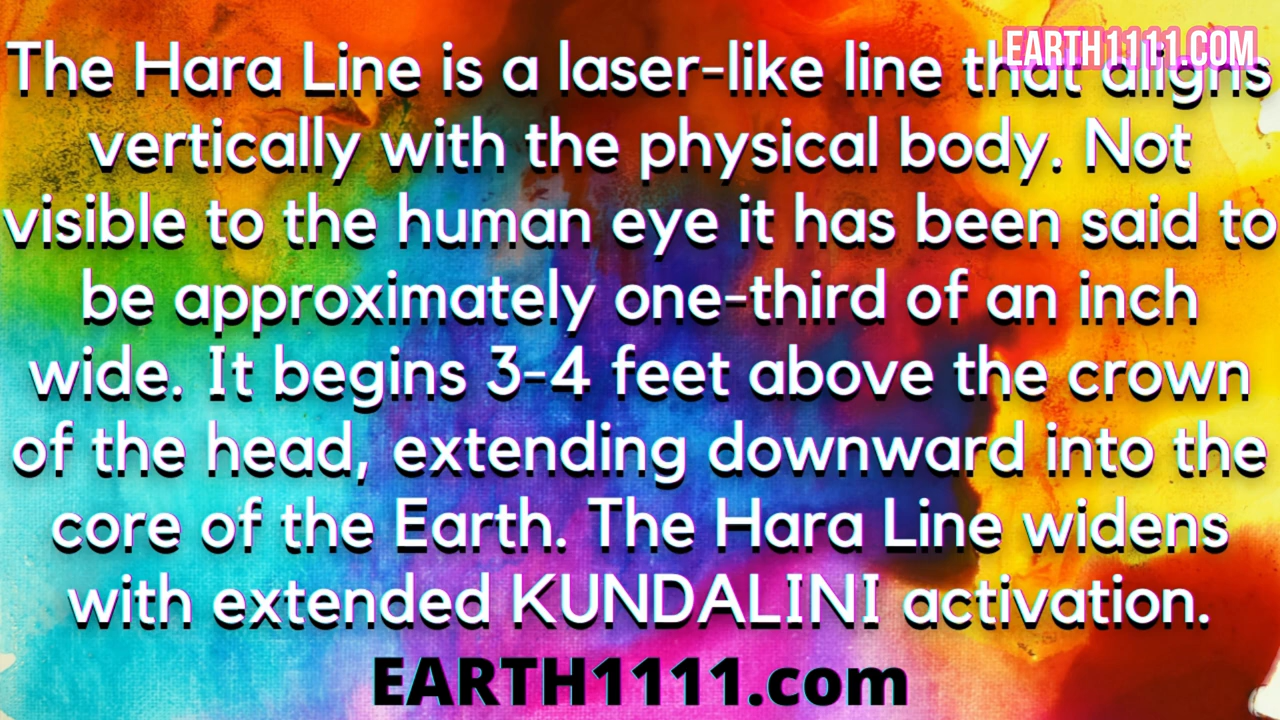 EARTH1111.COM
The Hara Line is a laser-like line that aligns
vertically with the physical body. Not
visible to the human eye it has been said to
be approximately one-third of an inch
wide. It begins 3-4 feet above the crown
of the head, extending downward into the
core of the Earth. The Hara Line widens
with extended KUNDALINI activation.
EARTH1111.com